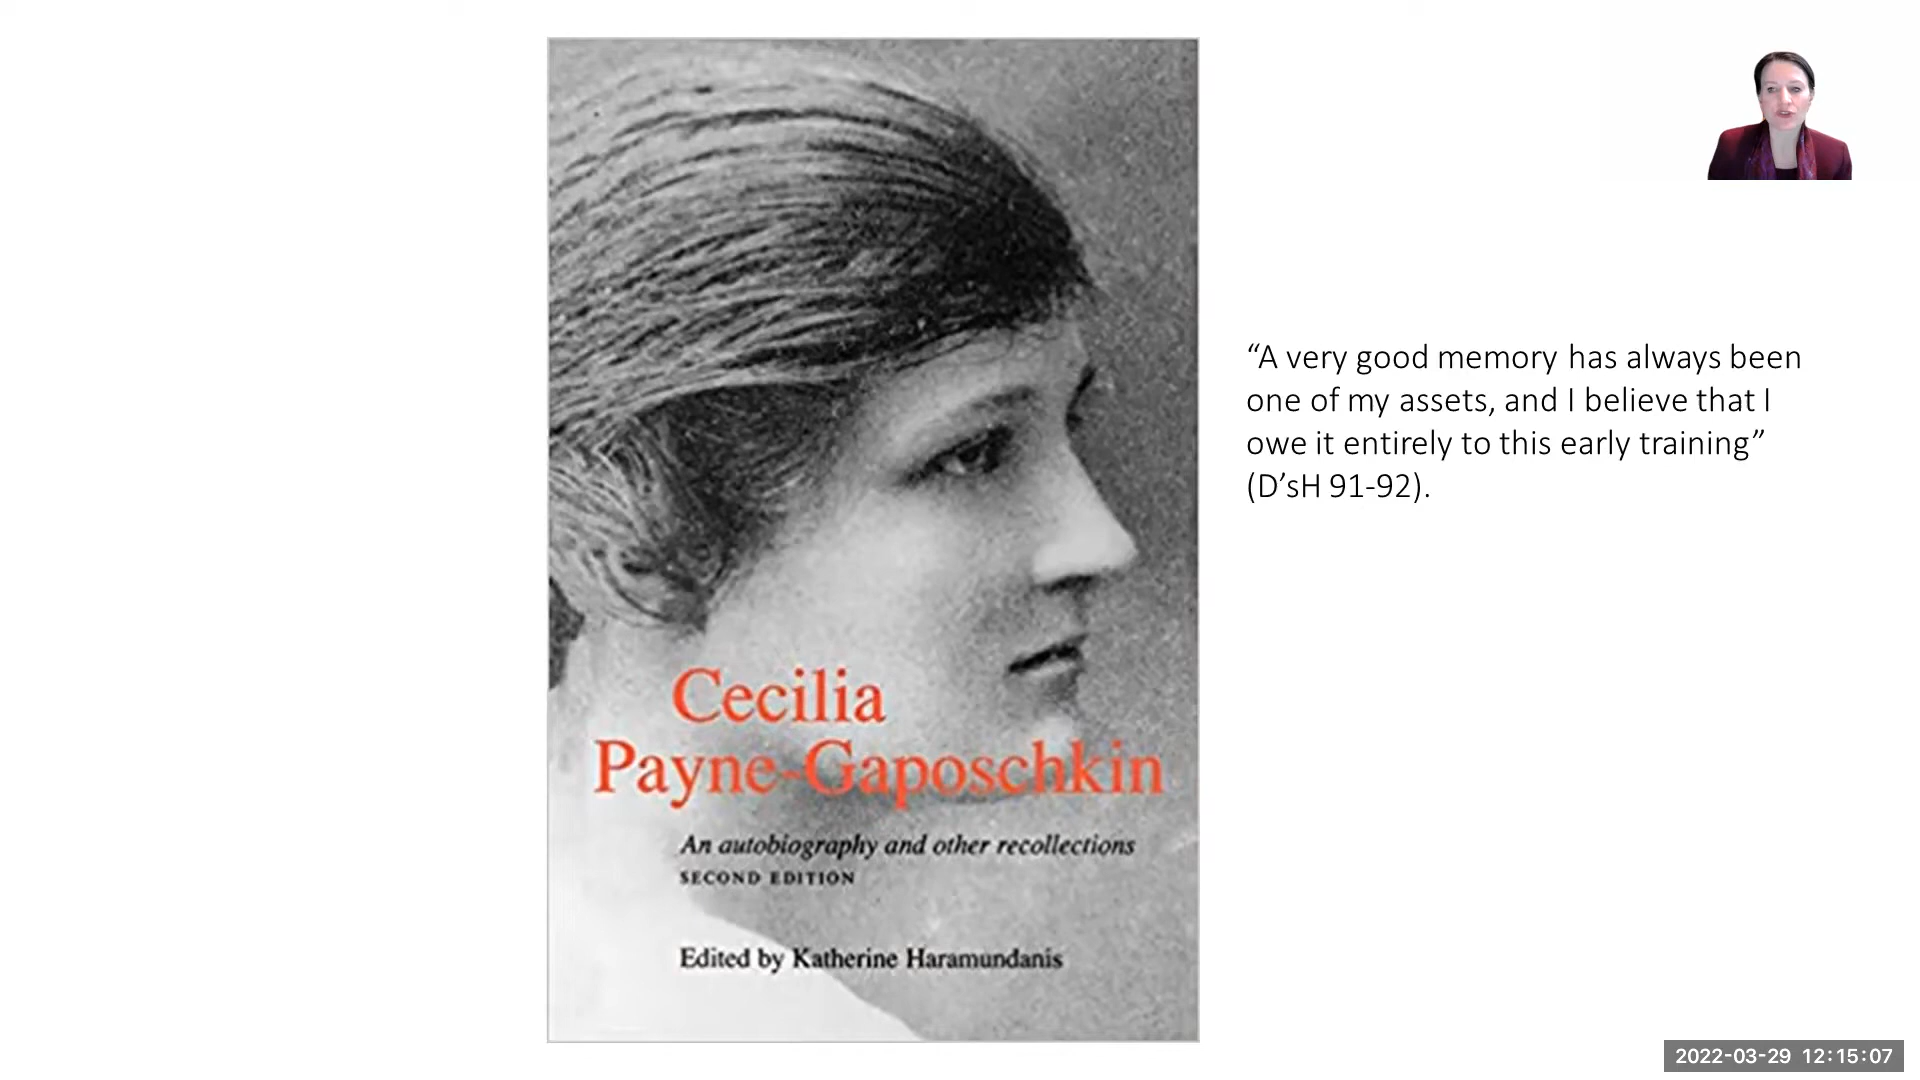 Cecilia
Payne-Gaposchkin
An autobiography and other recollections
SECOND EDITION
Edited by Katherine Haramundanis
“A very good memory has always been
one of my assets, and I believe that I
owe it entirely to this early training”
(D’sH 91-92).
2022-03-29 12:15:07